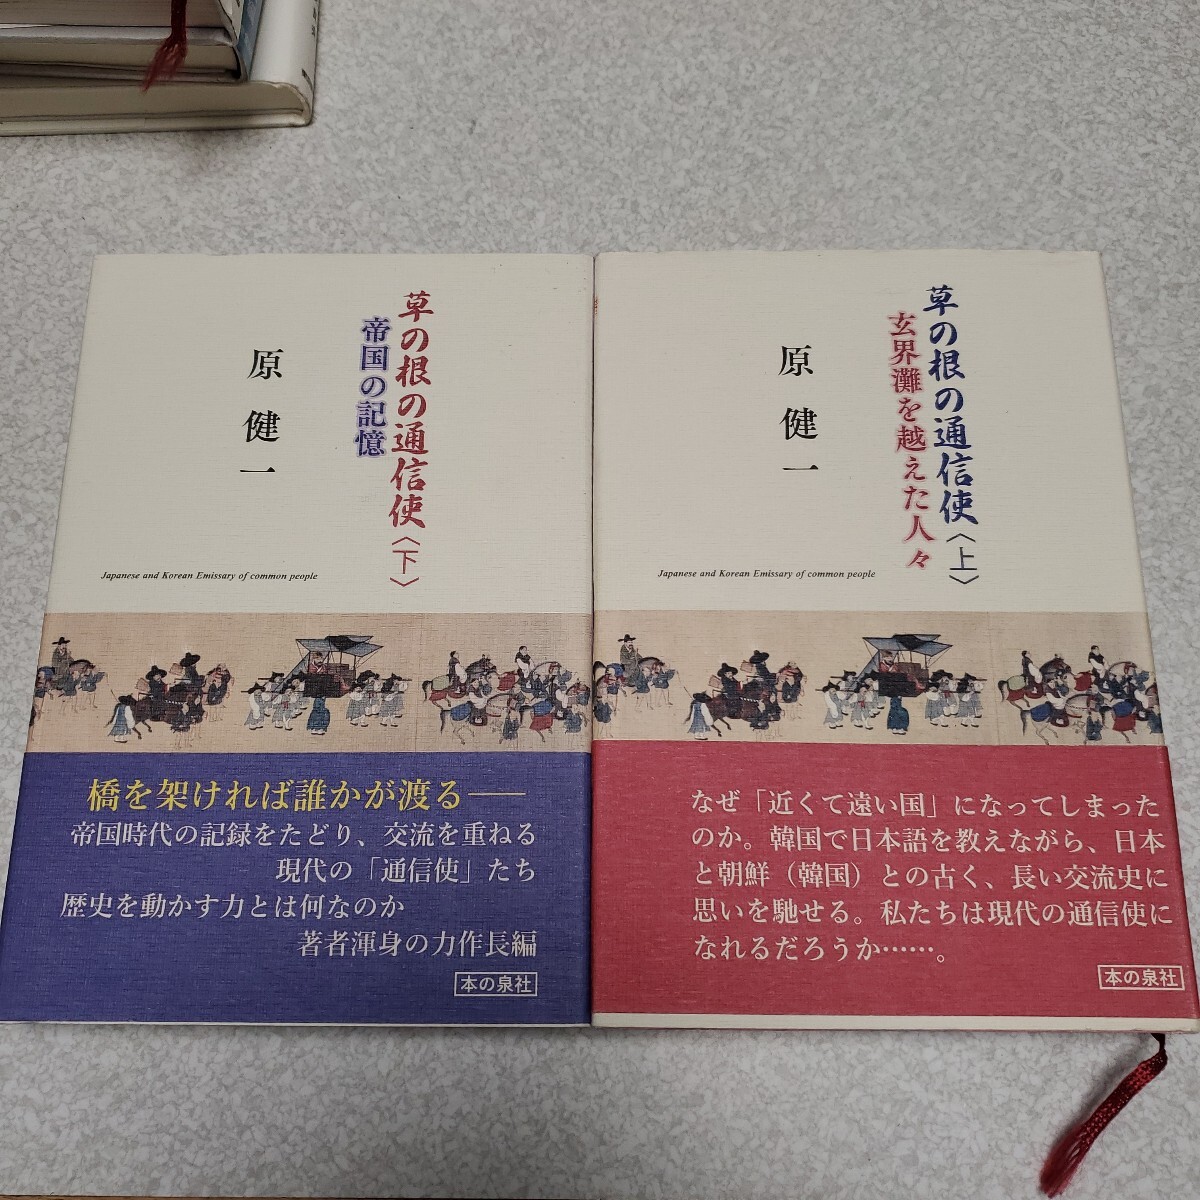 草の根の通信使〈下〉
帝国の記憶
原 健一
Japanese and Korean Emissary of common people
橋を架ければ誰かが渡る――
帝国時代の記録をたどり、交流を重ねる
現代の「通信使」たち
歴史を動かす力とは何なのか
著者渾身の力作長編
本の泉社
草の根の通信使〈上〉
玄界灘を越えた人々
原 健一
Japanese and Korean Emissary of common people
なぜ「近くて遠い国」になってしまった
のか。韓国で日本語を教えながら、日本
と朝鮮（韓国）との古く、長い交流史に
思いを馳せる。私たちは現代の通信使に
なれるだろうか……。
本の泉社